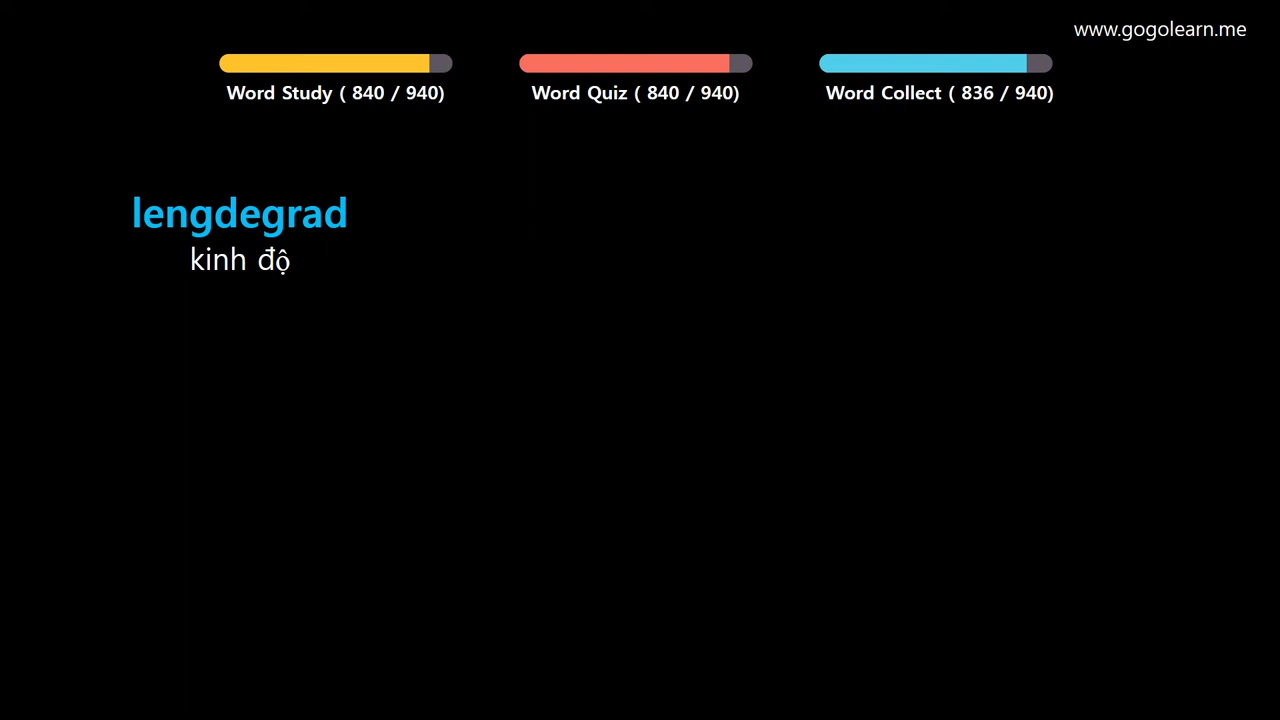 www.gogolearn.me
Word Study ( 840 / 940)
Word Quiz ( 840 / 940)
Word Collect ( 836 / 940)
lengdegrad
kinh độ